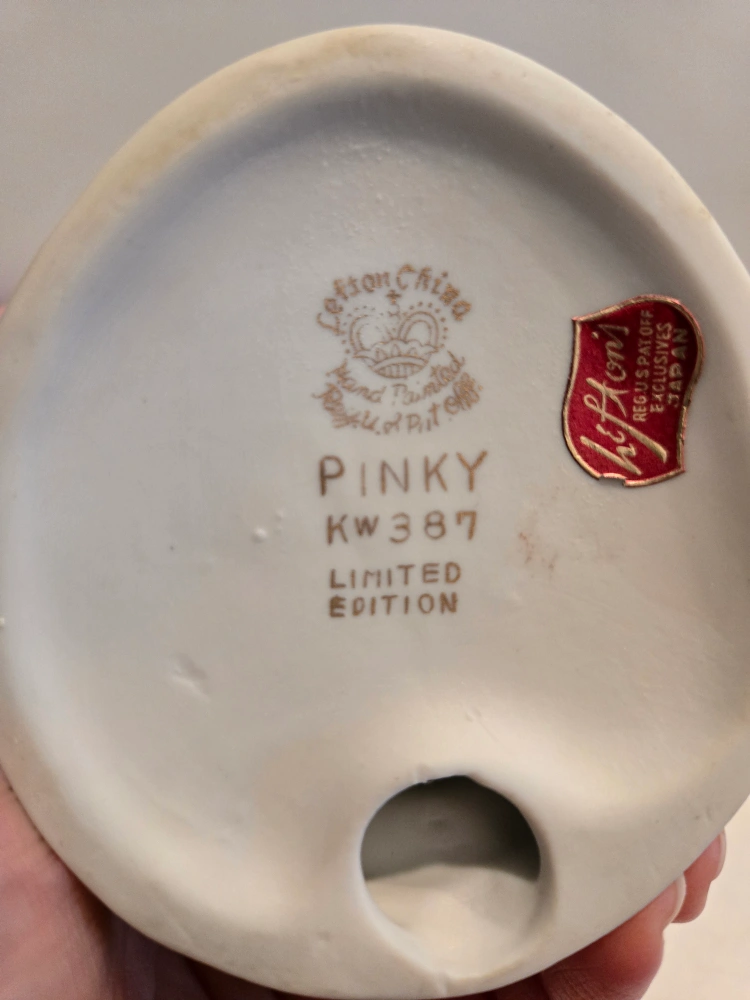 Lefton China
Hand Painted
Reg. U.S. Pat. Off.
PINKY
KW387
LIMITED
EDITION
Lefton's
REG.U.S.PAT.OFF
EXCLUSIVES
JAPAN